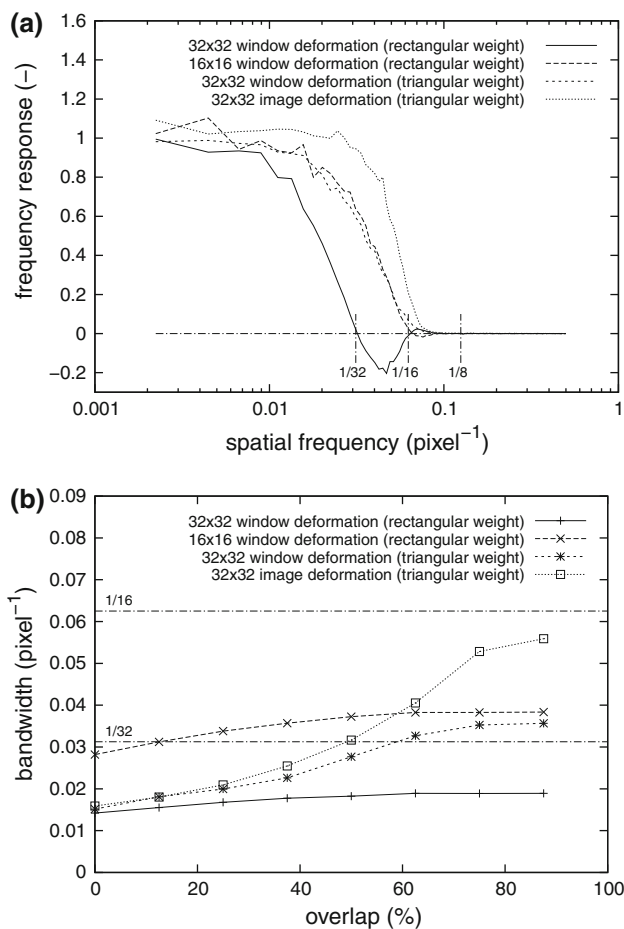 (a)
1.6
1.4
1.2
1
0.8
0.6
0.4
0.2
0
−0.2
frequency response (−)
32x32 window deformation (rectangular weight)
16x16 window deformation (rectangular weight)
32x32 window deformation (triangular weight)
32x32 image deformation (triangular weight)
1/32
1/16
1/8
0.001
0.01
0.1
1
spatial frequency (pixel⁻¹)
(b)
0.09
0.08
0.07
0.06
0.05
0.04
0.03
0.02
0.01
0
bandwidth (pixel⁻¹)
32x32 window deformation (rectangular weight)
16x16 window deformation (rectangular weight)
32x32 window deformation (triangular weight)
32x32 image deformation (triangular weight)
1/16
1/32
0
20
40
60
80
100
overlap (%)